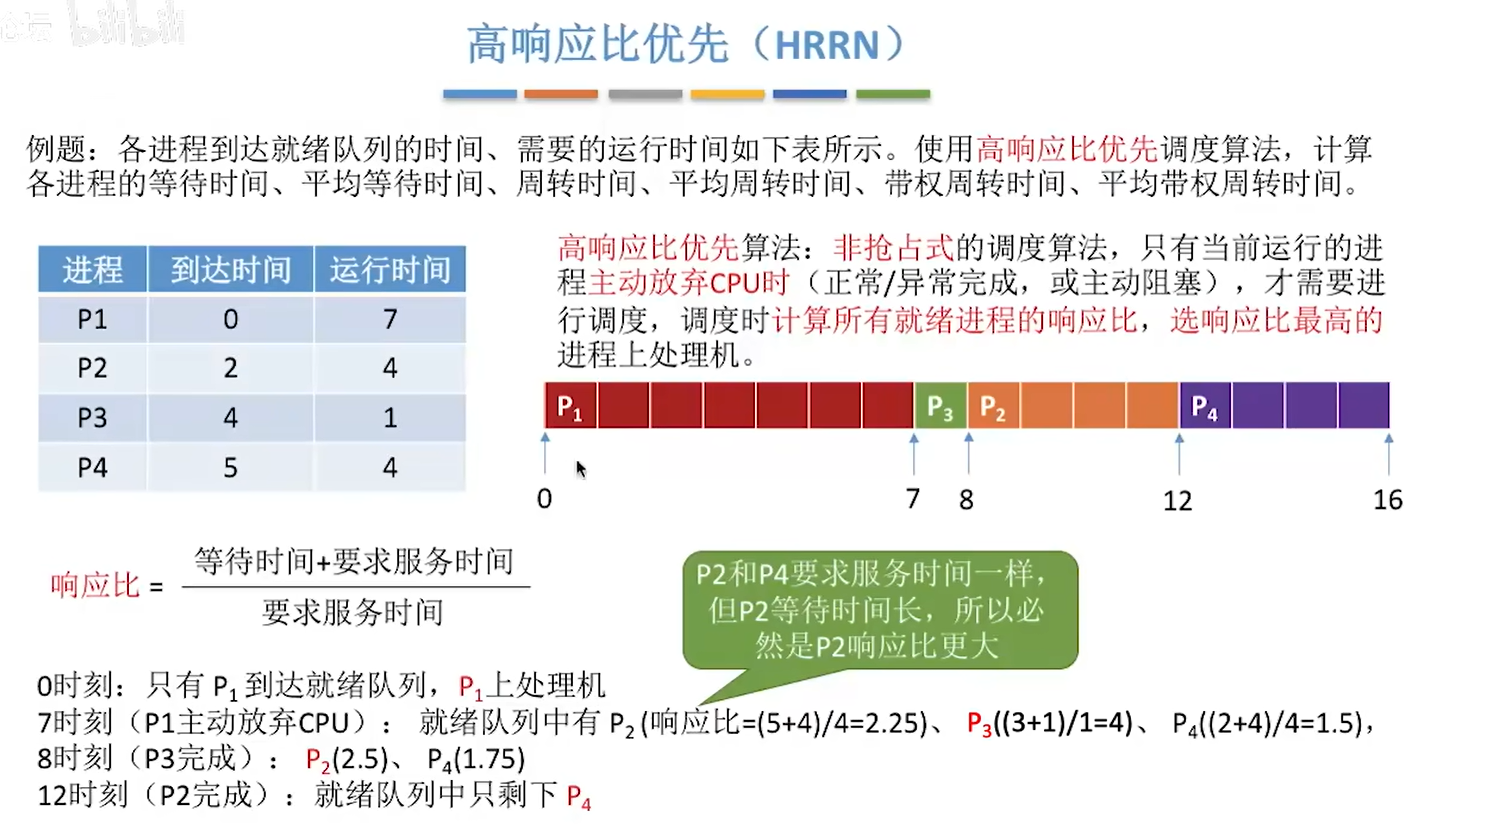 bilibili
高响应比优先（HRRN）
例题：各进程到达就绪队列的时间、需要的运行时间如下表所示。使用高响应比优先调度算法，计算
各进程的等待时间、平均等待时间、周转时间、平均周转时间、带权周转时间、平均带权周转时间。
进程 到达时间 运行时间
P1 0 7
P2 2 4
P3 4 1
P4 5 4
高响应比优先算法：非抢占式的调度算法，只有当前运行的进
程主动放弃CPU时（正常/异常完成，或主动阻塞），才需要进
行调度，调度时计算所有就绪进程的响应比，选响应比最高的
进程上处理机。
P1 P3 P2 P4
0 7 8 12 16
响应比 = 等待时间+要求服务时间
要求服务时间
P2和P4要求服务时间一样，
但P2等待时间长，所以必
然是P2响应比更大
0时刻：只有 P1 到达就绪队列，P1上处理机
7时刻（P1主动放弃CPU）： 就绪队列中有 P2 (响应比=(5+4)/4=2.25)、 P3((3+1)/1=4)、 P4((2+4)/4=1.5)，
8时刻（P3完成）： P2(2.5)、 P4(1.75)
12时刻（P2完成）：就绪队列中只剩下 P4